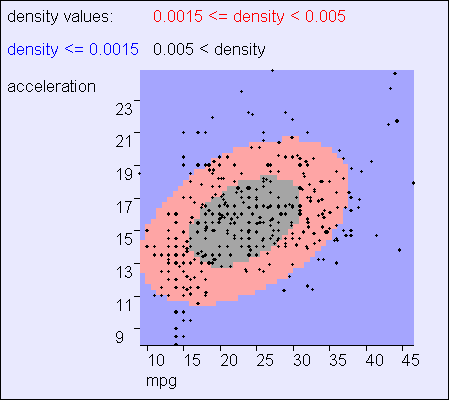 density values: 0.0015 <= density < 0.005
density <= 0.0015 0.005 < density
acceleration
23
21
19
17
15
13
11
9
10 15 20 25 30 35 40 45
mpg